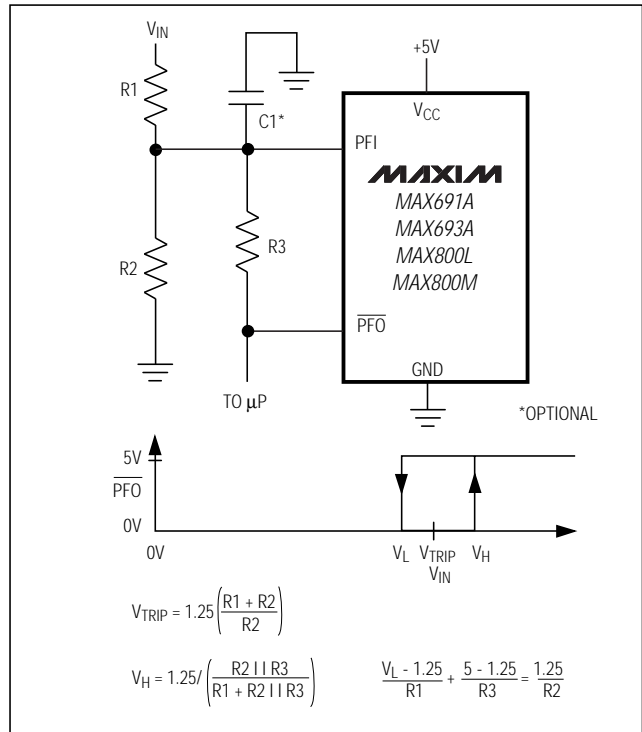 V_IN
R1
C1*
+5V
V_CC
PFI
MAXIM
MAX691A
MAX693A
MAX800L
MAX800M
R2
R3
P̅F̅O̅
GND
TO μP
*OPTIONAL
5V
P̅F̅O̅
0V
0V
V_L V_TRIP V_H
V_IN
V_TRIP = 1.25 (R1 + R2 / R2)
V_H = 1.25/ (R2 I I R3 / R1 + R2 I I R3)
V_L - 1.25 / R1 + 5 - 1.25 / R3 = 1.25 / R2